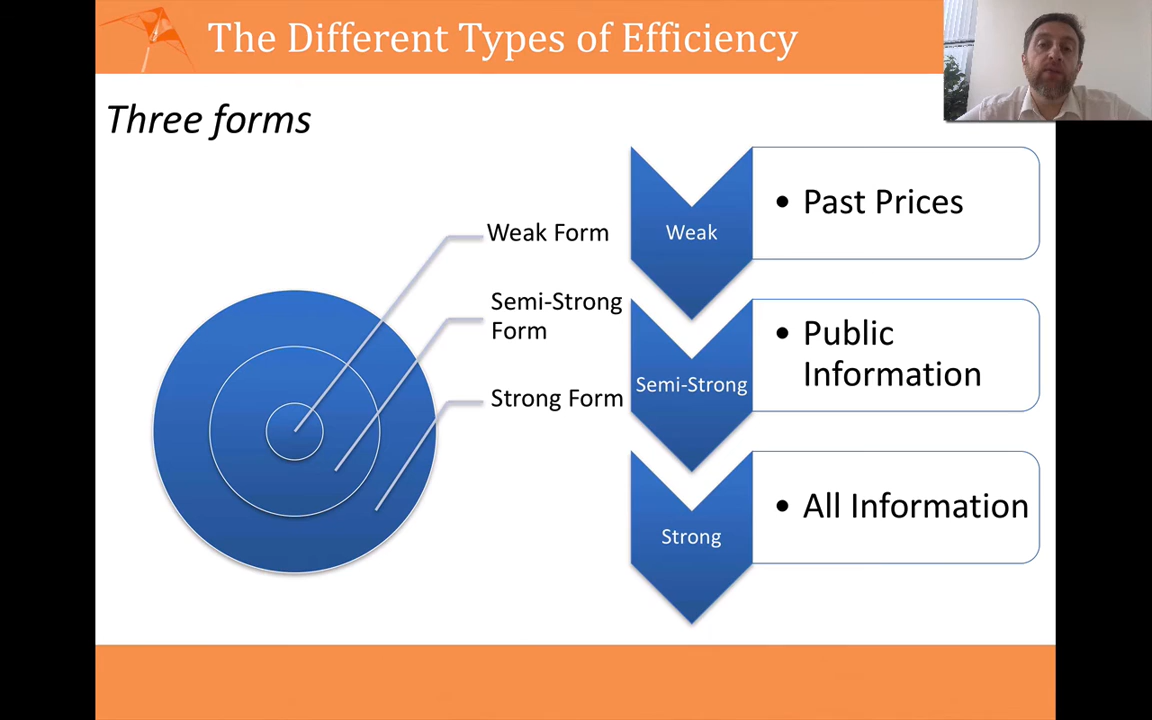 The Different Types of Efficiency
Three forms
Weak Form
Semi-Strong
Form
Strong Form
Weak
• Past Prices
Semi-Strong
• Public
Information
Strong
• All Information